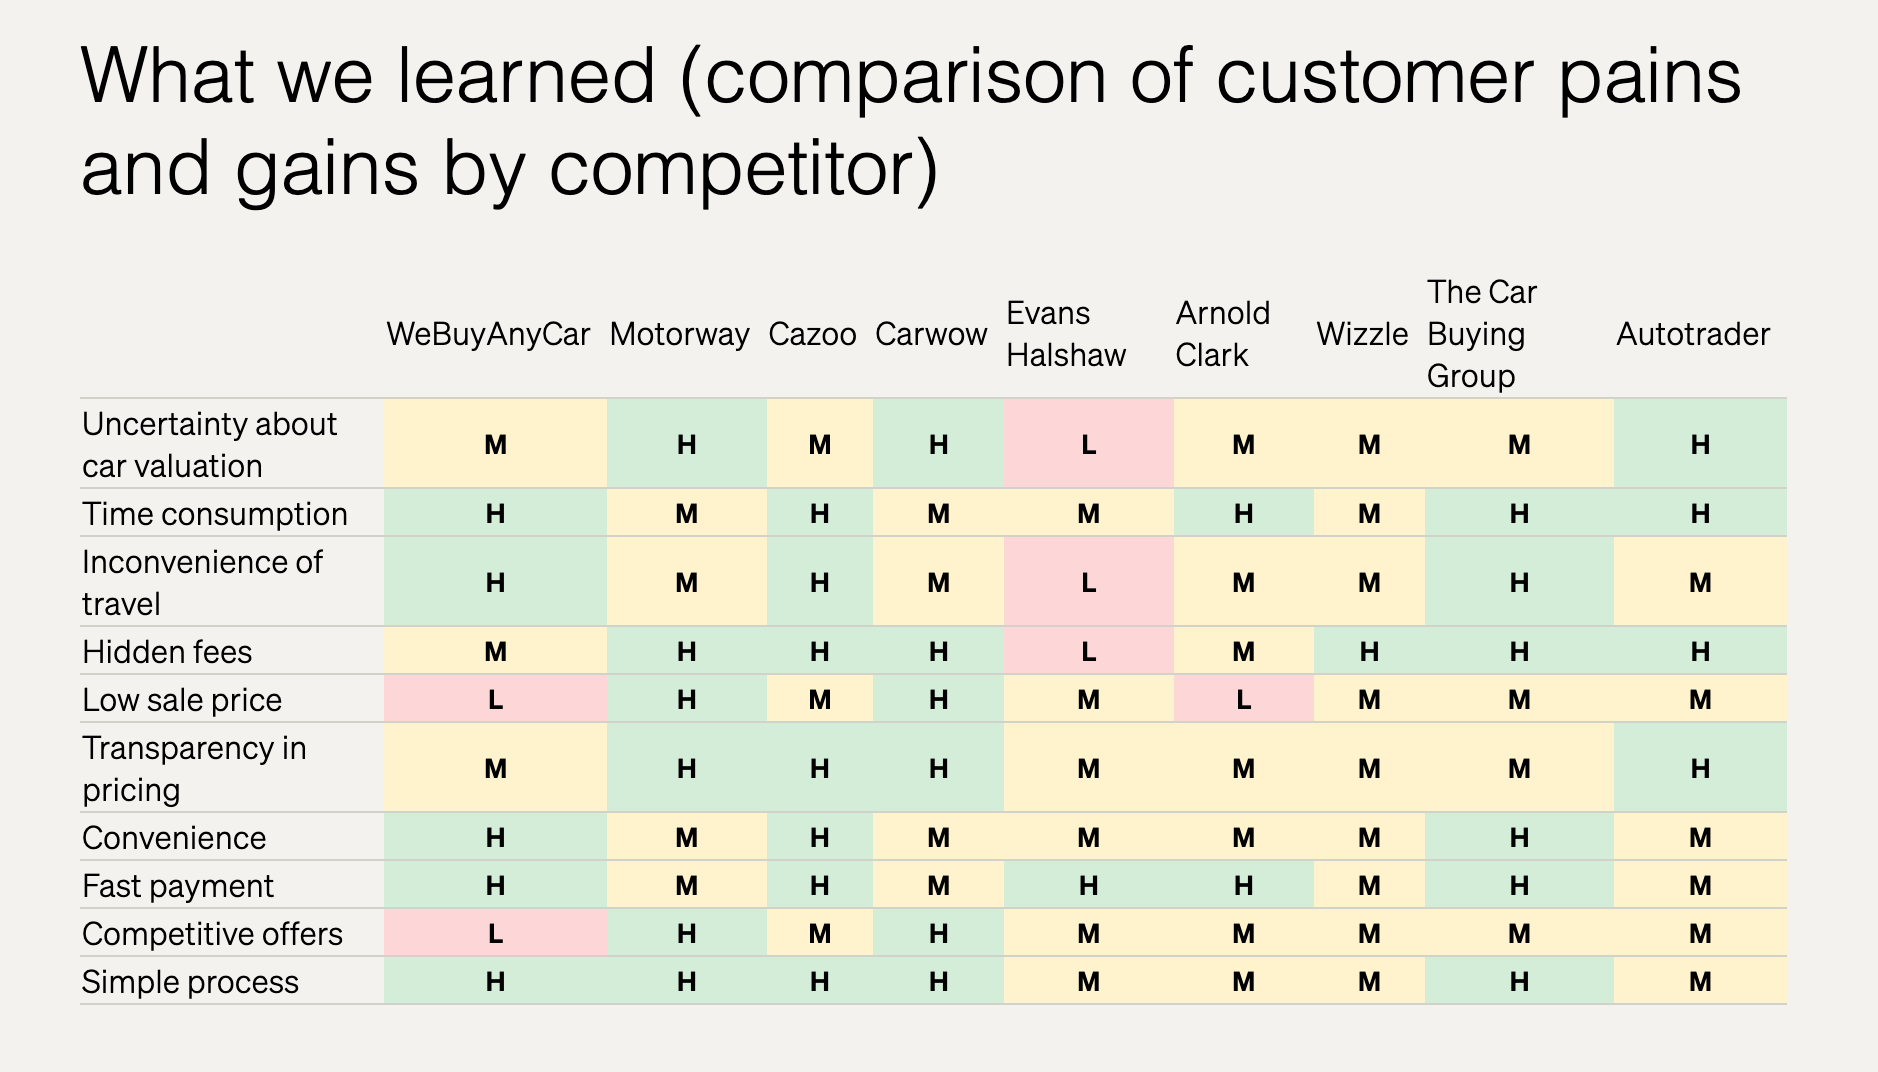 What we learned (comparison of customer pains
and gains by competitor)
WeBuyAnyCar Motorway Cazoo Carwow Evans Halshaw Arnold Clark Wizzle The Car Buying Group Autotrader
Uncertainty about car valuation M H M H L M M M H
Time consumption H M H M M H M H H
Inconvenience of travel H M H M L M M H M
Hidden fees M H H H L M H H H
Low sale price L H M H M L M M M
Transparency in pricing M H H H M M M M H
Convenience H M H M M M M H M
Fast payment H M H M H H M H M
Competitive offers L H M H M M M M M
Simple process H H H H M M M H M